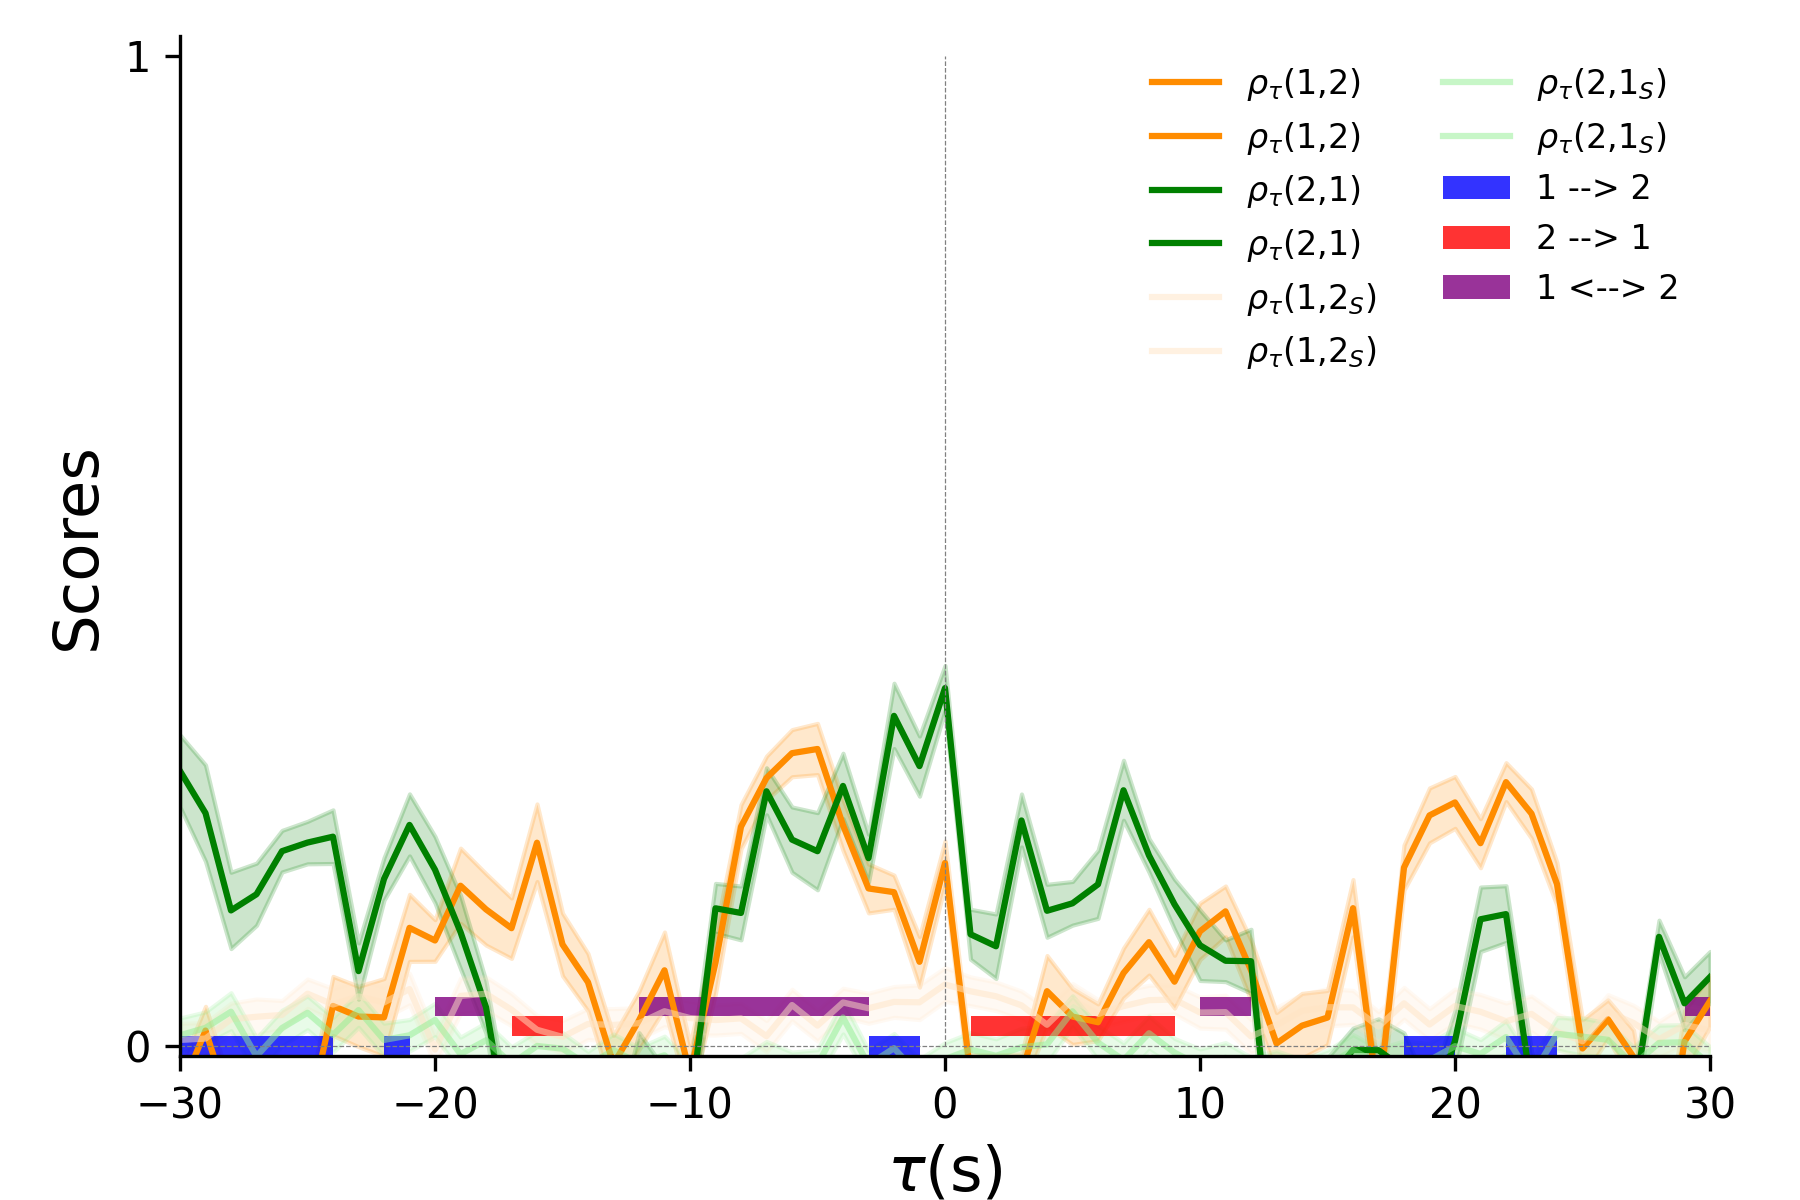 1
ρτ(1,2)
ρτ(1,2)
ρτ(2,1)
ρτ(2,1)
ρτ(1,2S)
ρτ(1,2S)
ρτ(2,1S)
ρτ(2,1S)
1 --> 2
2 --> 1
1 <--> 2
Scores
0
−30 −20 −10 0 10 20 30
τ(s)